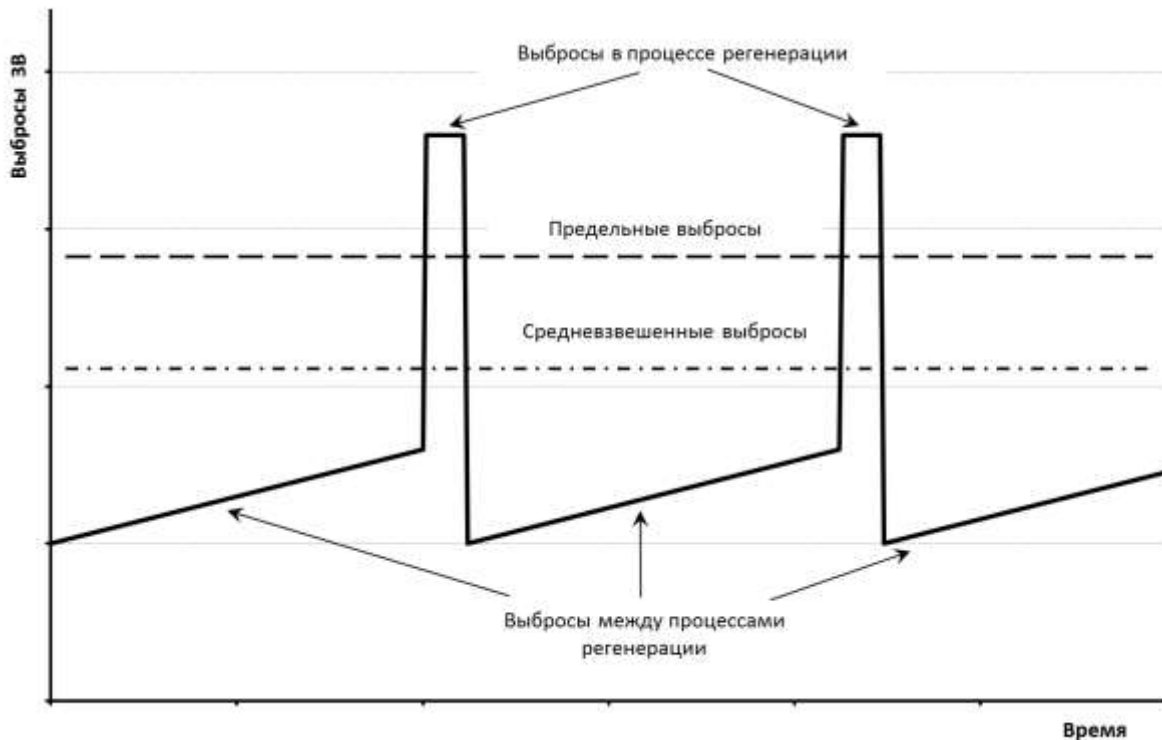 Выбросы ЗВ
Выбросы в процессе регенерации
Предельные выбросы
Средневзвешенные выбросы
Выбросы между процессами
регенерации
Время